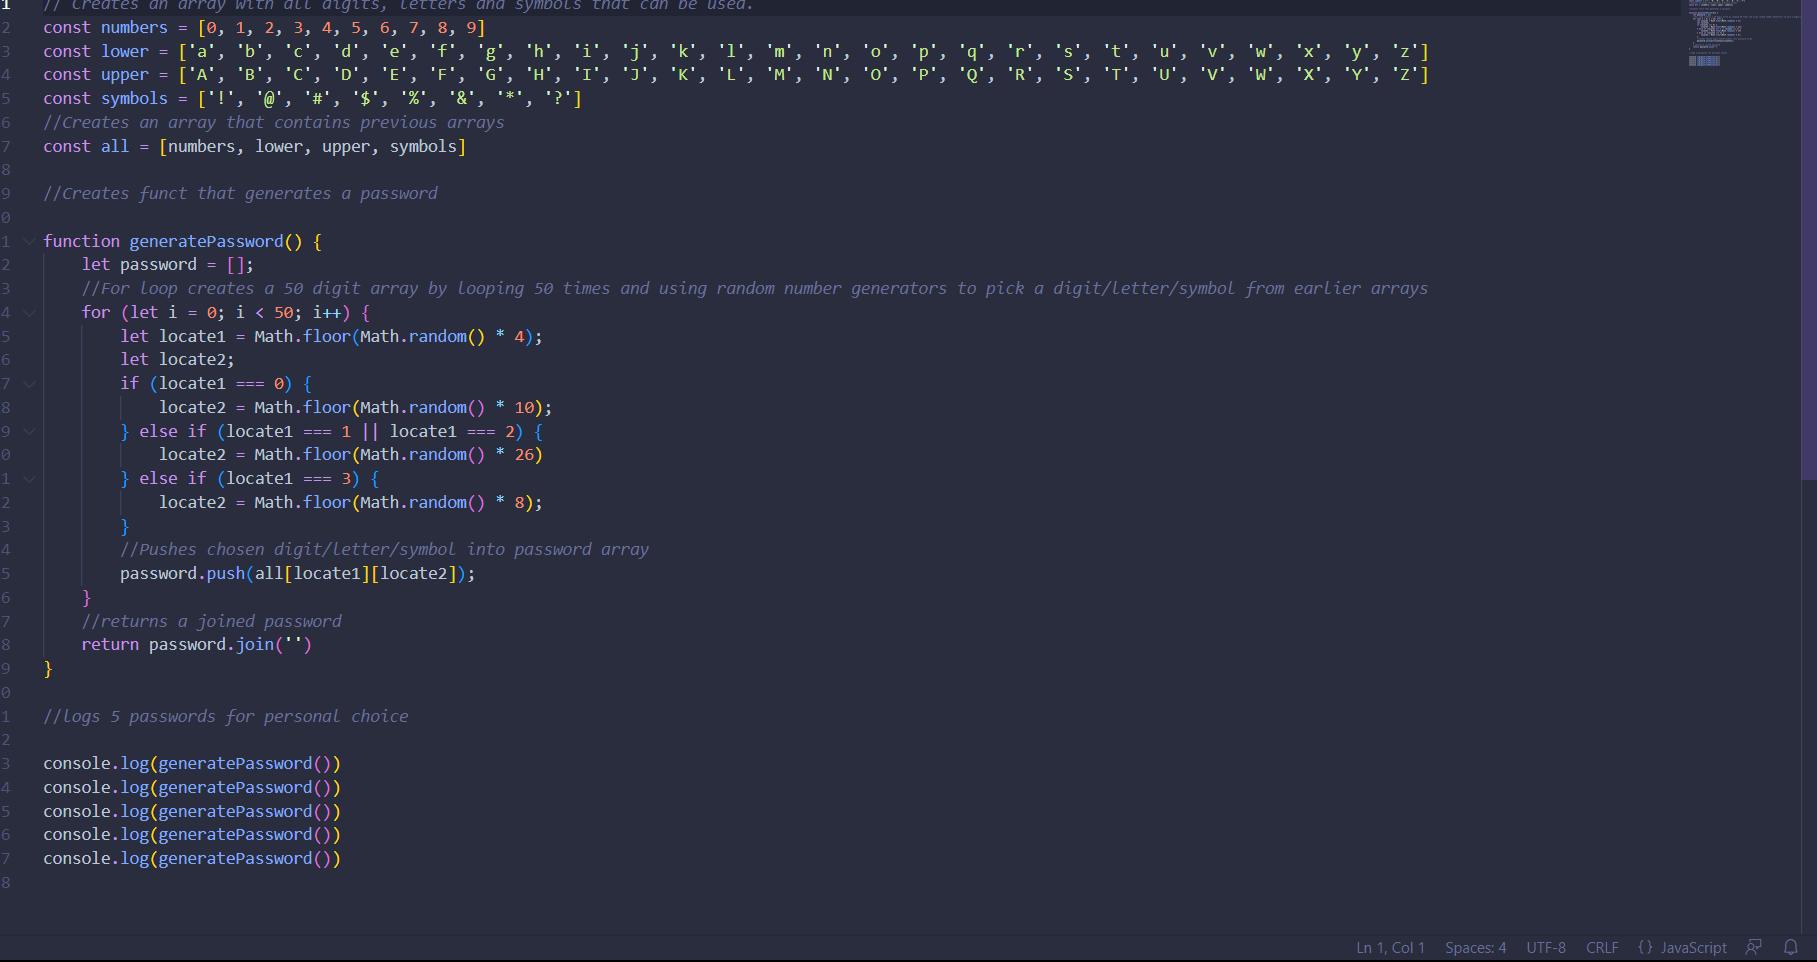 1 // Creates an array with all digits, letters and symbols that can be used.
2 const numbers = [0, 1, 2, 3, 4, 5, 6, 7, 8, 9]
3 const lower = ['a', 'b', 'c', 'd', 'e', 'f', 'g', 'h', 'i', 'j', 'k', 'l', 'm', 'n', 'o', 'p', 'q', 'r', 's', 't', 'u', 'v', 'w', 'x', 'y', 'z']
4 const upper = ['A', 'B', 'C', 'D', 'E', 'F', 'G', 'H', 'I', 'J', 'K', 'L', 'M', 'N', 'O', 'P', 'Q', 'R', 'S', 'T', 'U', 'V', 'W', 'X', 'Y', 'Z']
5 const symbols = ['!', '@', '#', '$', '%', '&', '*', '?']
6 //Creates an array that contains previous arrays
7 const all = [numbers, lower, upper, symbols]
8
9 //Creates funct that generates a password
0
1 function generatePassword() {
2 let password = [];
3 //For loop creates a 50 digit array by looping 50 times and using random number generators to pick a digit/letter/symbol from earlier arrays
4 for (let i = 0; i < 50; i++) {
5 let locate1 = Math.floor(Math.random() * 4);
6 let locate2;
7 if (locate1 === 0) {
8 locate2 = Math.floor(Math.random() * 10);
9 } else if (locate1 === 1 || locate1 === 2) {
0 locate2 = Math.floor(Math.random() * 26)
1 } else if (locate1 === 3) {
2 locate2 = Math.floor(Math.random() * 8);
3 }
4 //Pushes chosen digit/letter/symbol into password array
5 password.push(all[locate1][locate2]);
6 }
7 //returns a joined password
8 return password.join('')
9 }
0
1 //logs 5 passwords for personal choice
2
3 console.log(generatePassword())
4 console.log(generatePassword())
5 console.log(generatePassword())
6 console.log(generatePassword())
7 console.log(generatePassword())
8
Ln 1, Col 1 Spaces: 4 UTF-8 CRLF {} JavaScript